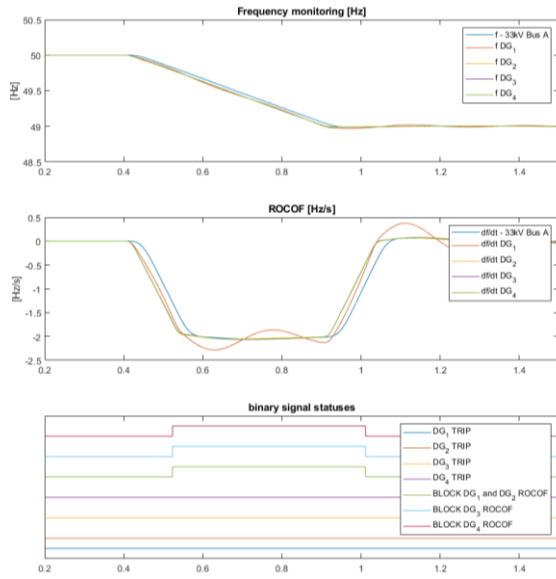 Frequency monitoring [Hz]
50
49.5
49
48.5
[Hz]
0.2
0.4
0.6
0.8
1
1.2
1.4
f - 33kV Bus A
f DG1
f DG2
f DG3
f DG4
ROCOF [Hz/s]
0.5
0
-0.5
-1
-1.5
-2
-2.5
[Hz/s]
0.2
0.4
0.6
0.8
1
1.2
1.4
df/dt - 33kV Bus A
df/dt DG1
df/dt DG2
df/dt DG3
df/dt DG4
binary signal statuses
DG1 TRIP
DG2 TRIP
DG3 TRIP
DG4 TRIP
BLOCK DG1 and DG2 ROCOF
BLOCK DG3 ROCOF
BLOCK DG4 ROCOF
0.2
0.4
0.6
0.8
1
1.2
1.4